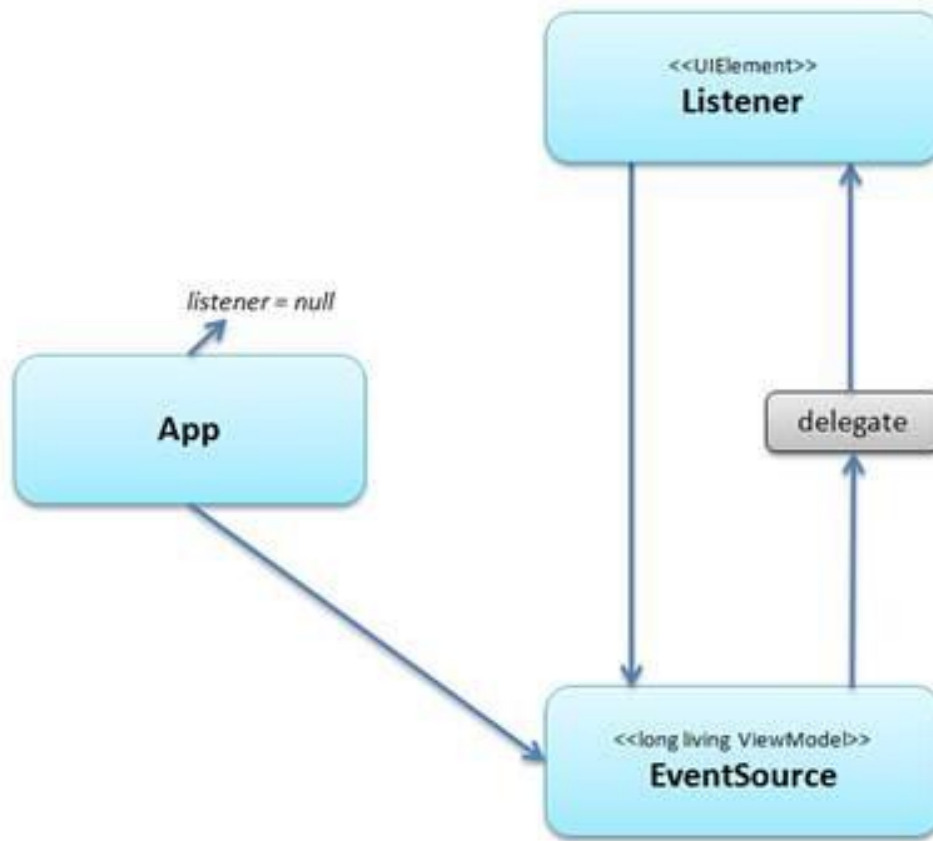 <<UIElement>>
Listener
listener = null
App
delegate
<<long living ViewModel>>
EventSource